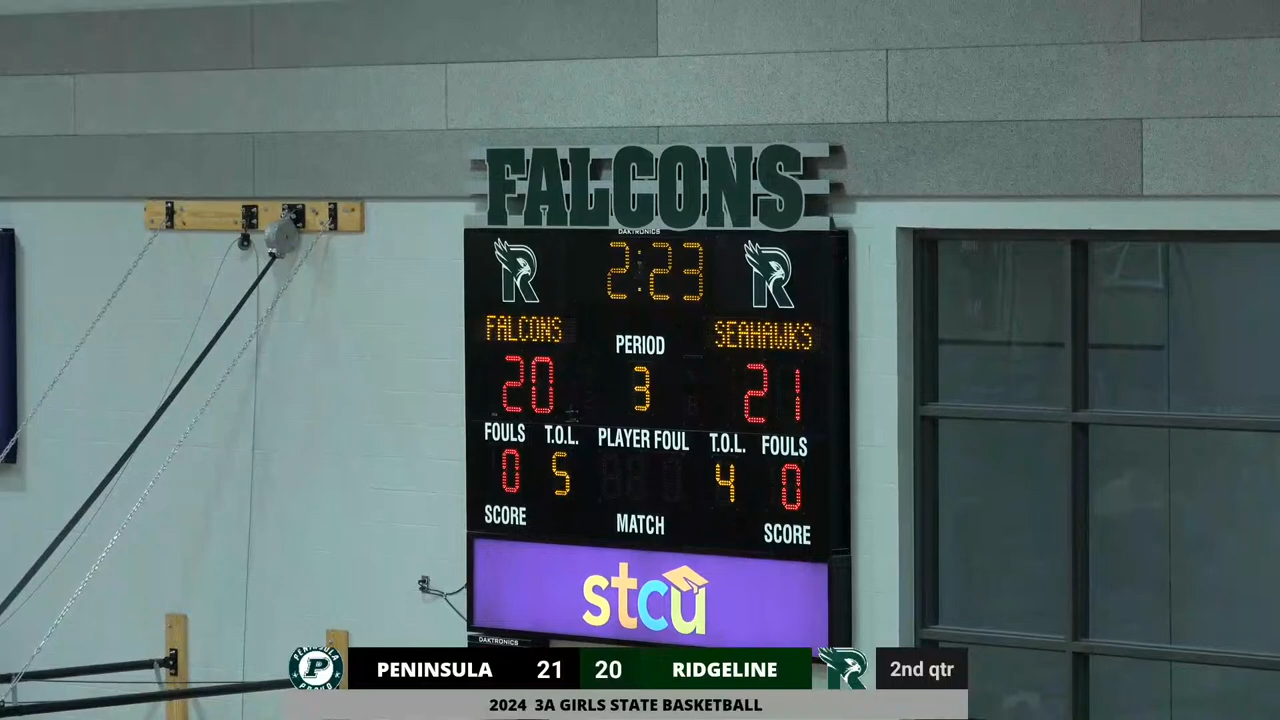 FALCONS
DAKTRONICS
R 2:23 R
FALCONS SEAHAWKS
PERIOD
20 3 21
FOULS T.O.L. PLAYER FOUL T.O.L. FOULS
0 5 4 0
SCORE MATCH SCORE
stcu
DAKTRONICS
PENINSULA P PENINSULA 21 20 RIDGELINE R 2nd qtr
2024 3A GIRLS STATE BASKETBALL